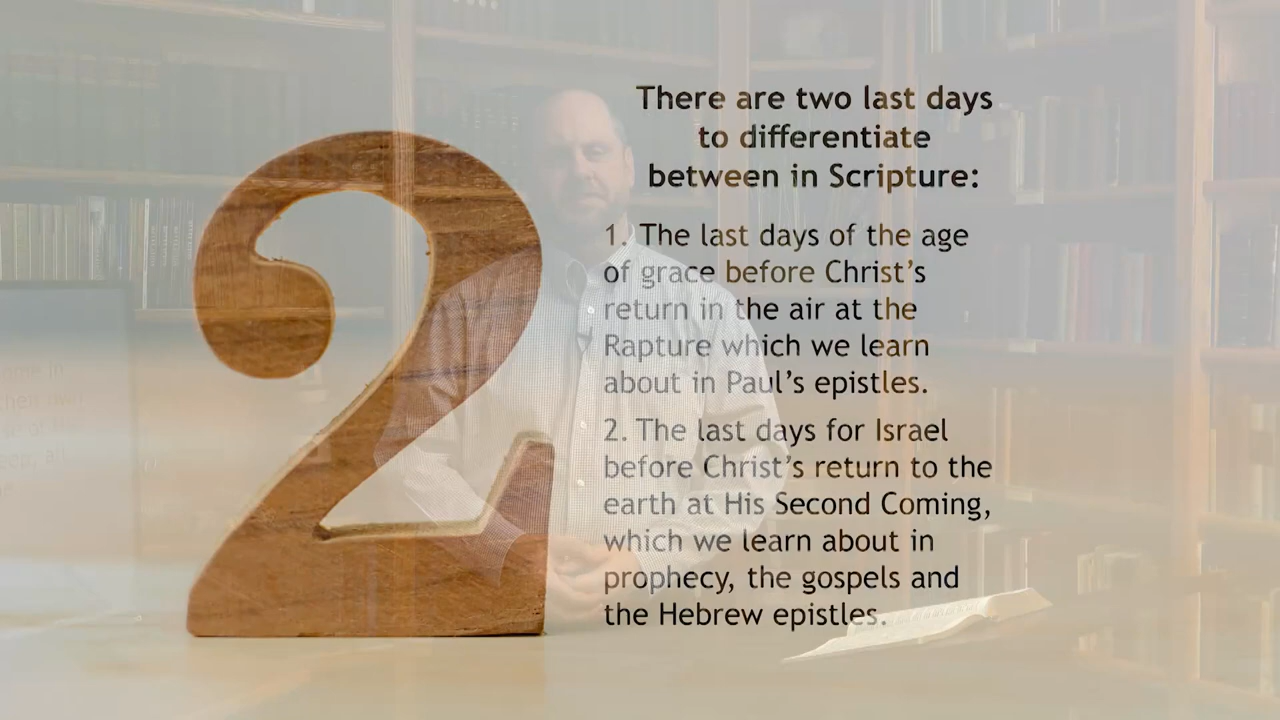 There are two last days
to differentiate
between in Scripture:
1. The last days of the age
of grace before Christ's
return in the air at the
Rapture which we learn
about in Paul's epistles.
2. The last days for Israel
before Christ's return to the
earth at His Second Coming,
which we learn about in
prophecy, the gospels and
the Hebrew epistles.